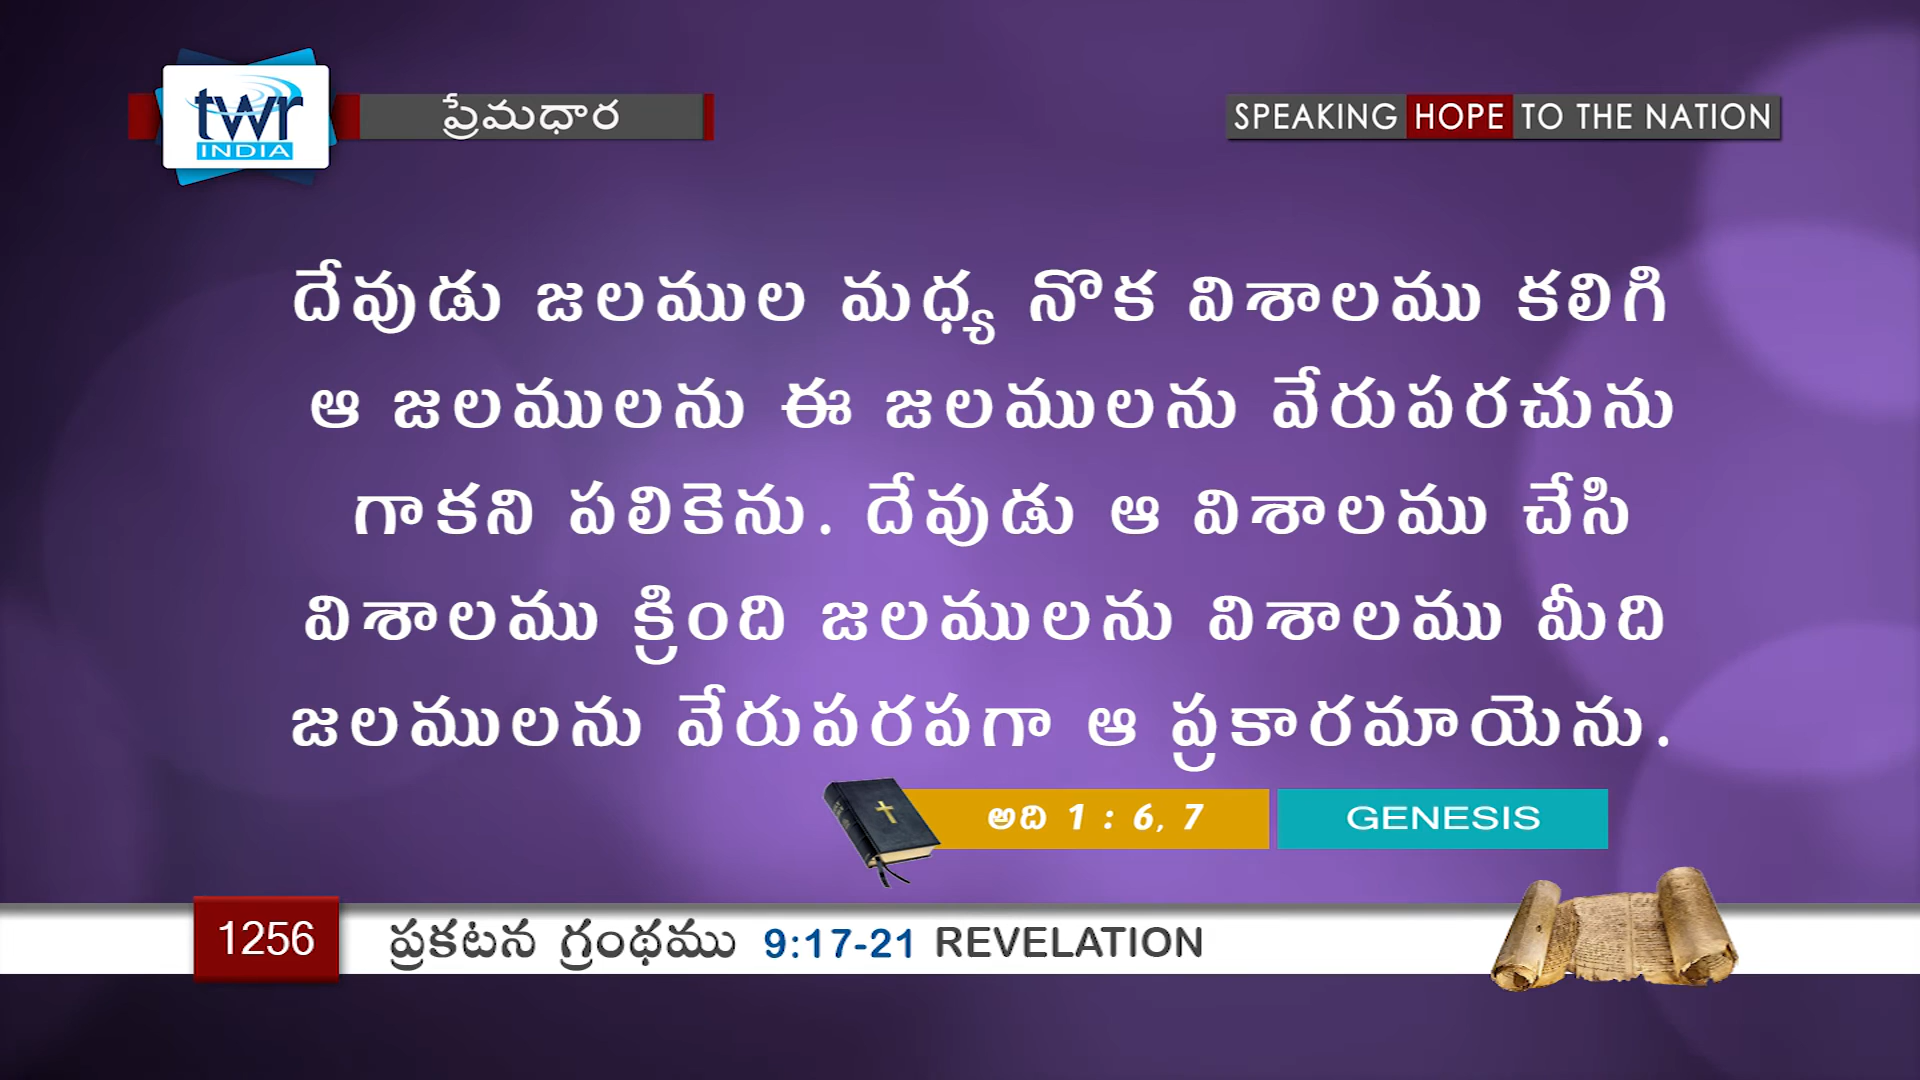 twr
INDIA
ప్రేమధార
SPEAKING HOPE TO THE NATION
దేవుడు జలముల మధ్య నొక విశాలము కలిగి
ఆ జలములను ఈ జలములను వేరుపరచును
గాకని పలికెను. దేవుడు ఆ విశాలము చేసి
విశాలము క్రింది జలములను విశాలము మీది
జలములను వేరుపరపగా ఆ ప్రకారమాయెను.
అది 1 : 6, 7
GENESIS
1256
ప్రకటన గ్రంథము 9:17-21 REVELATION